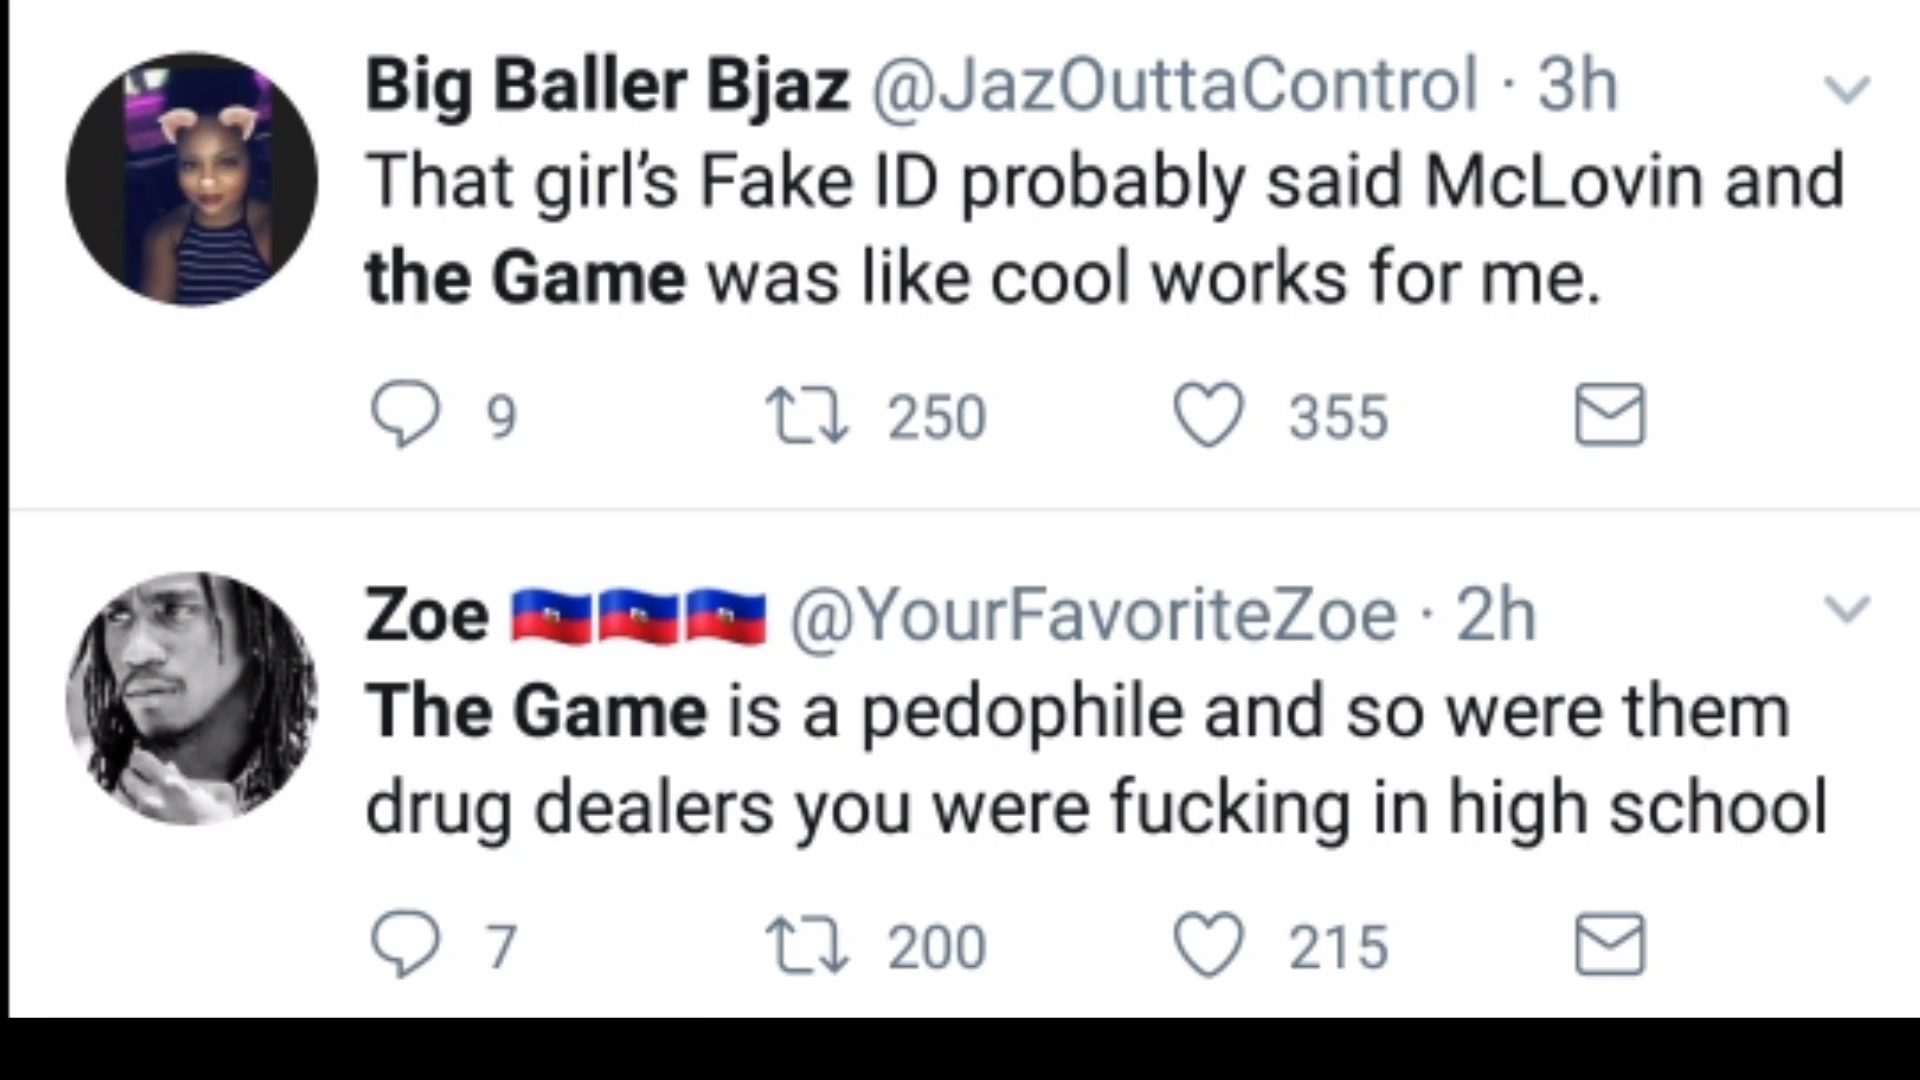 Big Baller Bjaz @JazOuttaControl · 3h
That girl's Fake ID probably said McLovin and
the Game was like cool works for me.
9 250 355
Zoe 🇭🇹🇭🇹🇭🇹 @YourFavoriteZoe · 2h
The Game is a pedophile and so were them
drug dealers you were fucking in high school
7 200 215